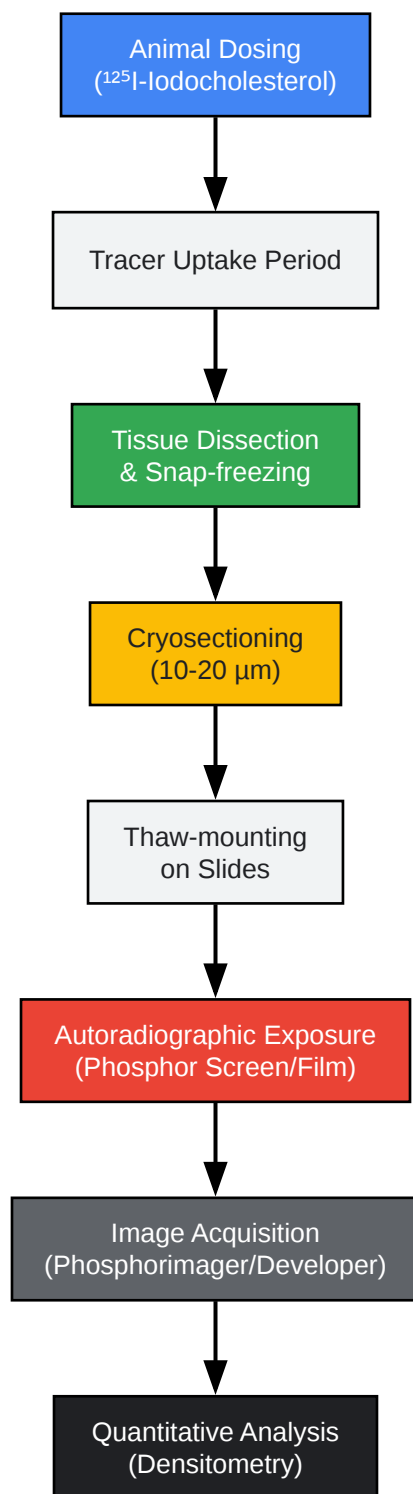 Animal Dosing
(¹²⁵I-Iodocholesterol)
Tracer Uptake Period
Tissue Dissection
& Snap-freezing
Cryosectioning
(10-20 µm)
Thaw-mounting
on Slides
Autoradiographic Exposure
(Phosphor Screen/Film)
Image Acquisition
(Phosphorimager/Developer)
Quantitative Analysis
(Densitometry)